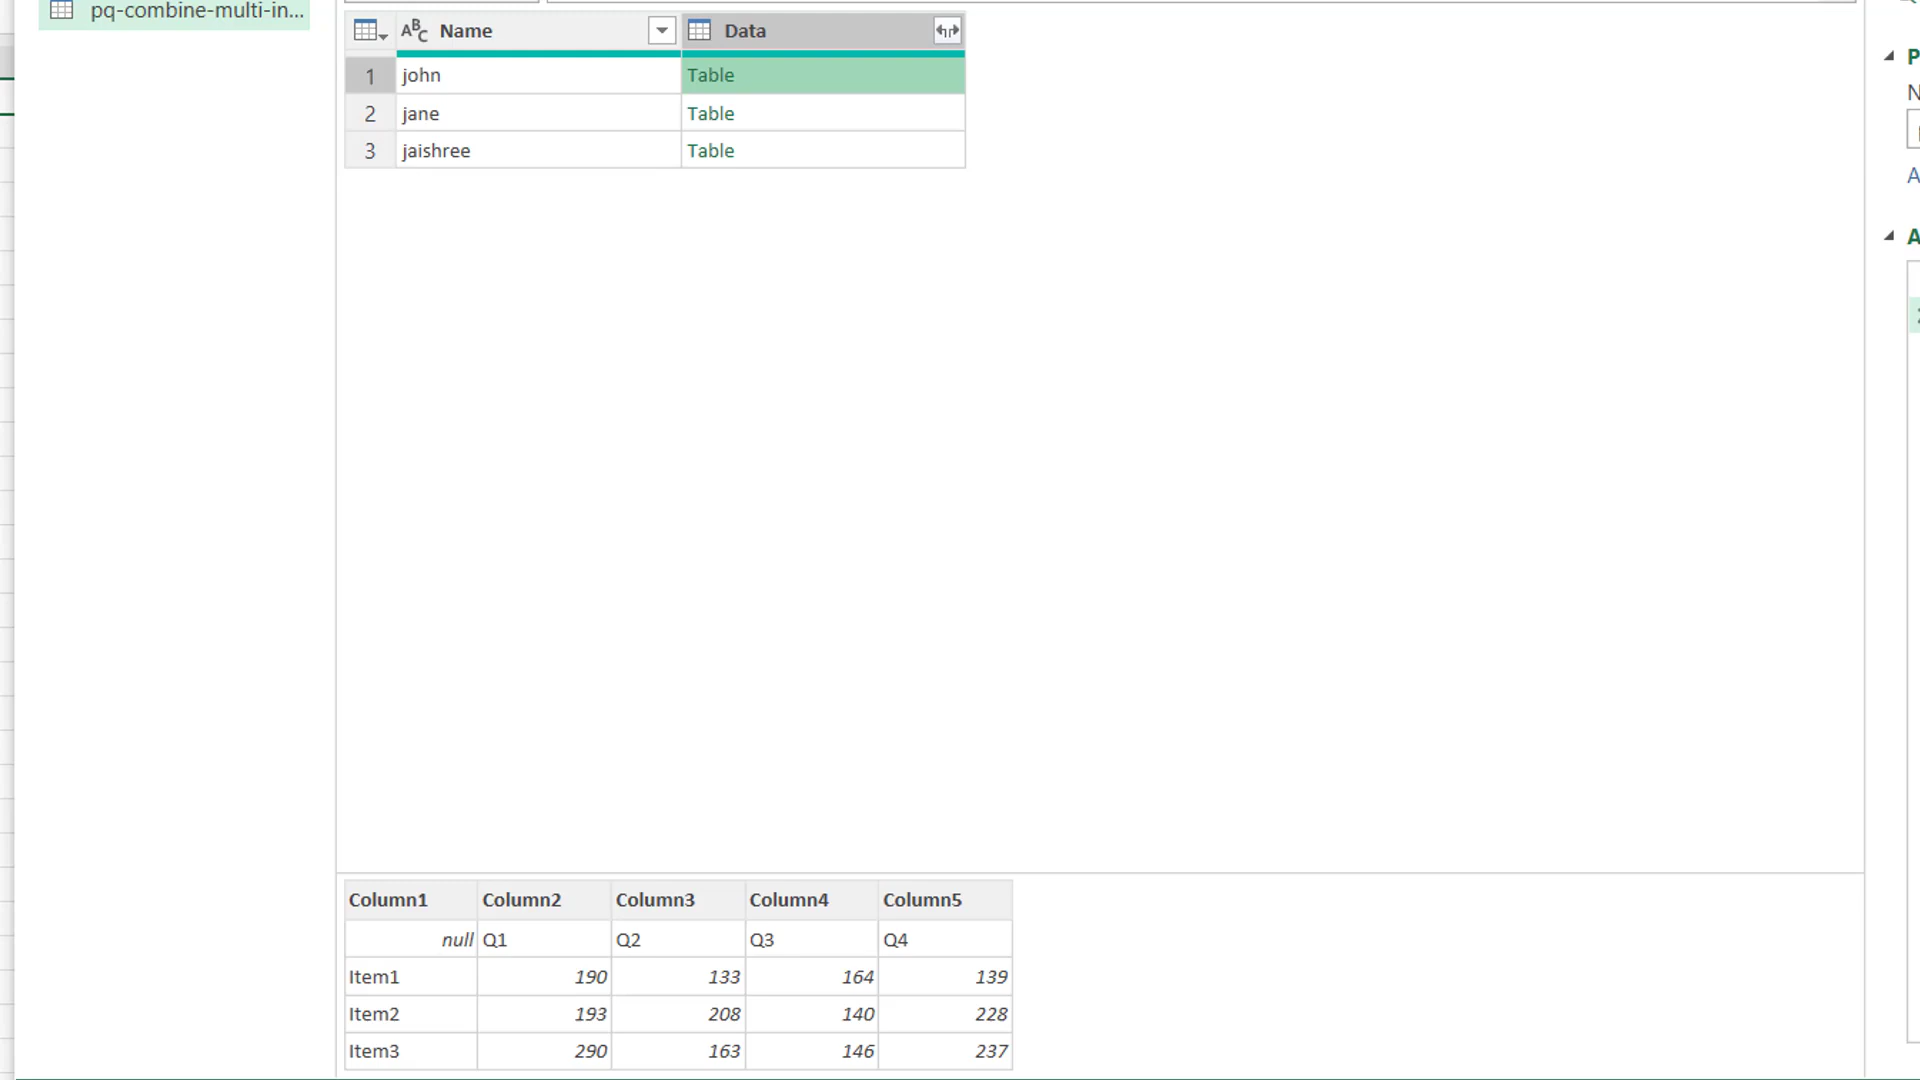 pq-combine-multi-in...
ABC Name Data
1 john Table
2 jane Table
3 jaishree Table
Column1 Column2 Column3 Column4 Column5
null Q1 Q2 Q3 Q4
Item1 190 133 164 139
Item2 193 208 140 228
Item3 290 163 146 237
P
N
A
A